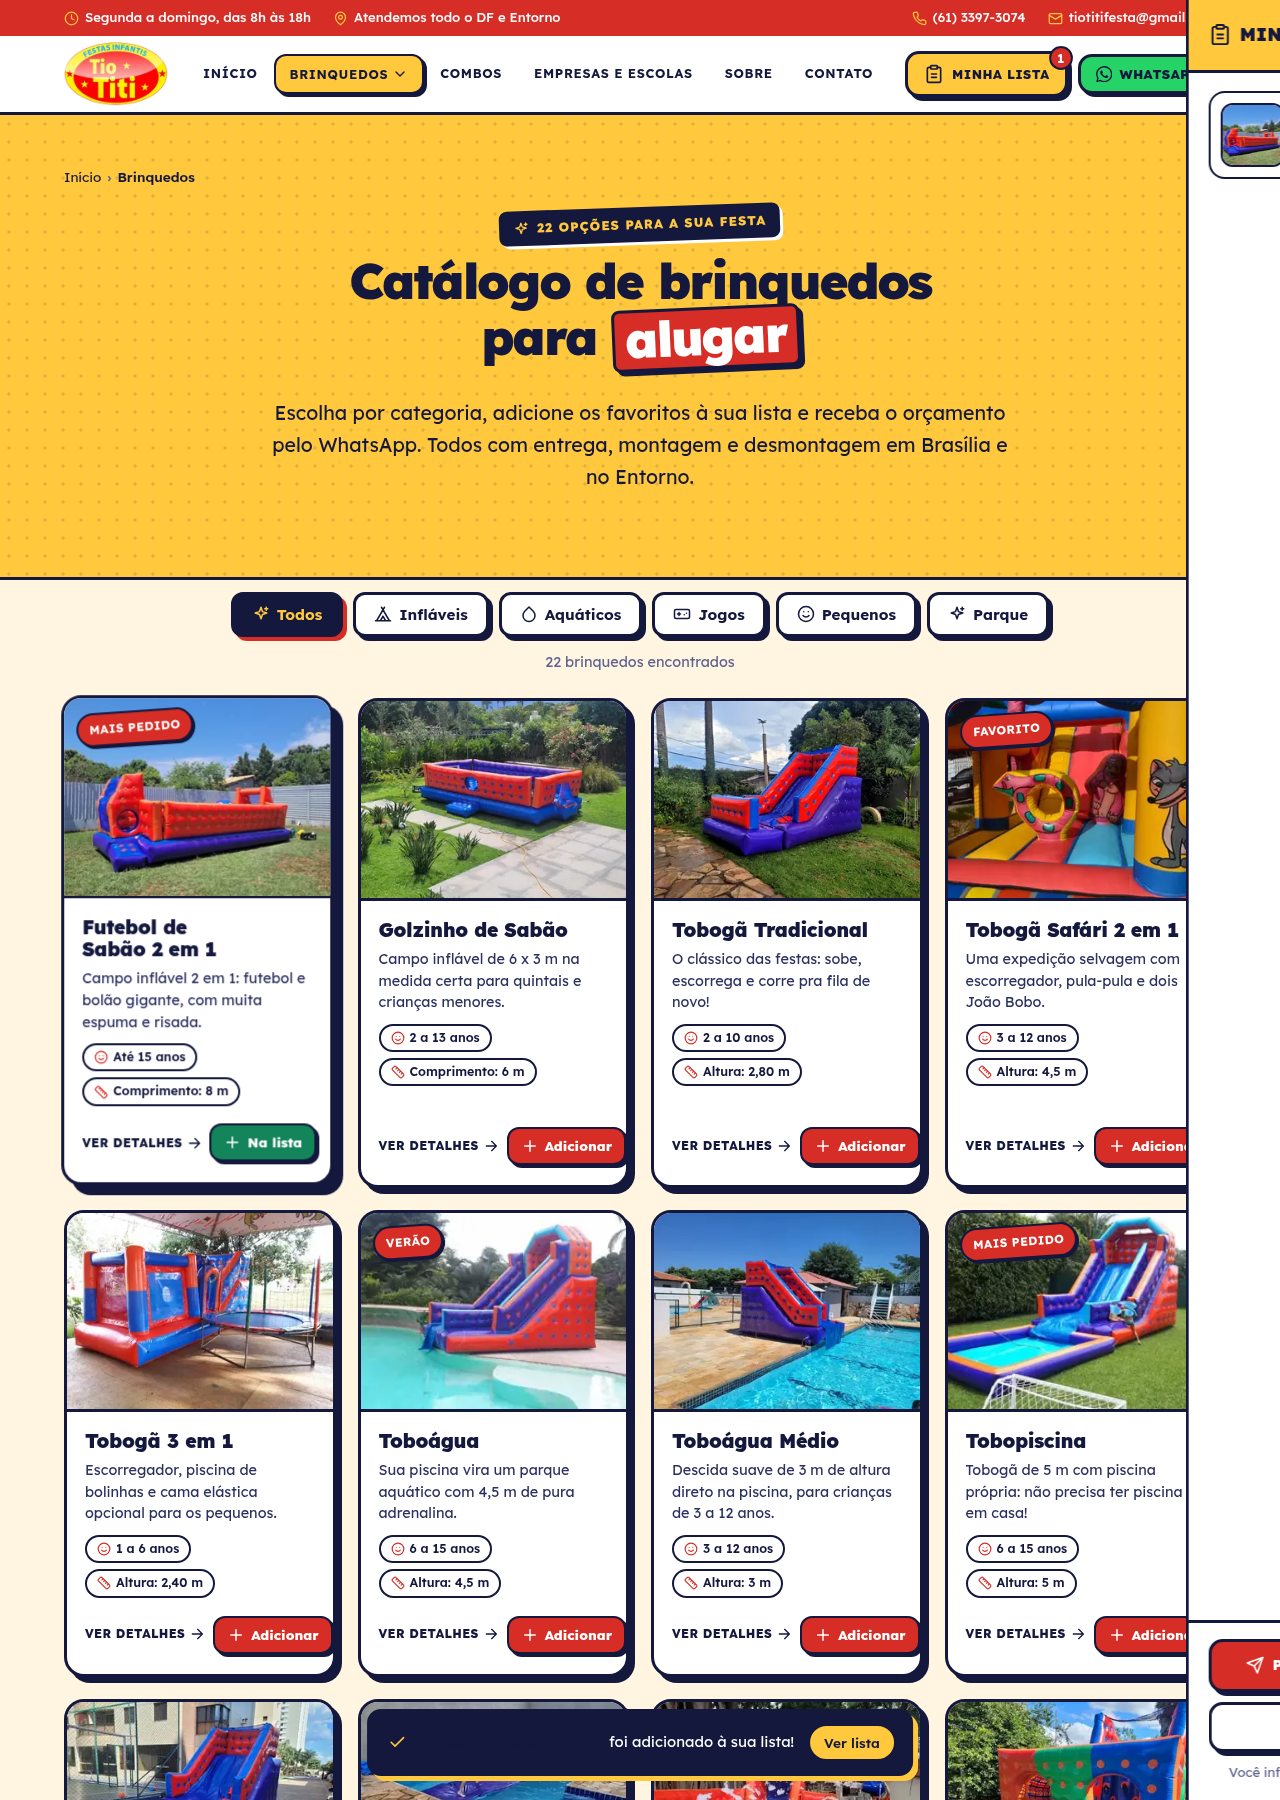 Segunda a domingo, das 8h às 18h
Atendemos todo o DF e Entorno
(61) 3397-3074
tiotitifesta@gmail
FESTAS INFANTIS
Tio
Titi
INÍCIO
BRINQUEDOS
COMBOS
EMPRESAS E ESCOLAS
SOBRE
CONTATO
MINHA LISTA
1
WHATSAP
MIN
Início › Brinquedos
22 OPÇÕES PARA A SUA FESTA
Catálogo de brinquedos
para alugar
Escolha por categoria, adicione os favoritos à sua lista e receba o orçamento
pelo WhatsApp. Todos com entrega, montagem e desmontagem em Brasília e
no Entorno.
Todos
Infláveis
Aquáticos
Jogos
Pequenos
Parque
22 brinquedos encontrados
MAIS PEDIDO
Futebol de
Sabão 2 em 1
Campo inflável 2 em 1: futebol e
bolão gigante, com muita
espuma e risada.
Até 15 anos
Comprimento: 8 m
VER DETALHES
Na lista
Golzinho de Sabão
Campo inflável de 6 x 3 m na
medida certa para quintais e
crianças menores.
2 a 13 anos
Comprimento: 6 m
VER DETALHES
Adicionar
Tobogã Tradicional
O clássico das festas: sobe,
escorrega e corre pra fila de
novo!
2 a 10 anos
Altura: 2,80 m
VER DETALHES
Adicionar
FAVORITO
Tobogã Safári 2 em 1
Uma expedição selvagem com
escorregador, pula-pula e dois
João Bobo.
3 a 12 anos
Altura: 4,5 m
VER DETALHES
Adicion
Tobogã 3 em 1
Escorregador, piscina de
bolinhas e cama elástica
opcional para os pequenos.
1 a 6 anos
Altura: 2,40 m
VER DETALHES
Adicionar
VERÃO
Toboágua
Sua piscina vira um parque
aquático com 4,5 m de pura
adrenalina.
6 a 15 anos
Altura: 4,5 m
VER DETALHES
Adicionar
Toboágua Médio
Descida suave de 3 m de altura
direto na piscina, para crianças
de 3 a 12 anos.
3 a 12 anos
Altura: 3 m
VER DETALHES
Adicionar
MAIS PEDIDO
Tobopiscina
Tobogã de 5 m com piscina
própria: não precisa ter piscina
em casa!
6 a 15 anos
Altura: 5 m
VER DETALHES
Adicion
foi adicionado à sua lista!
Ver lista
Você inf